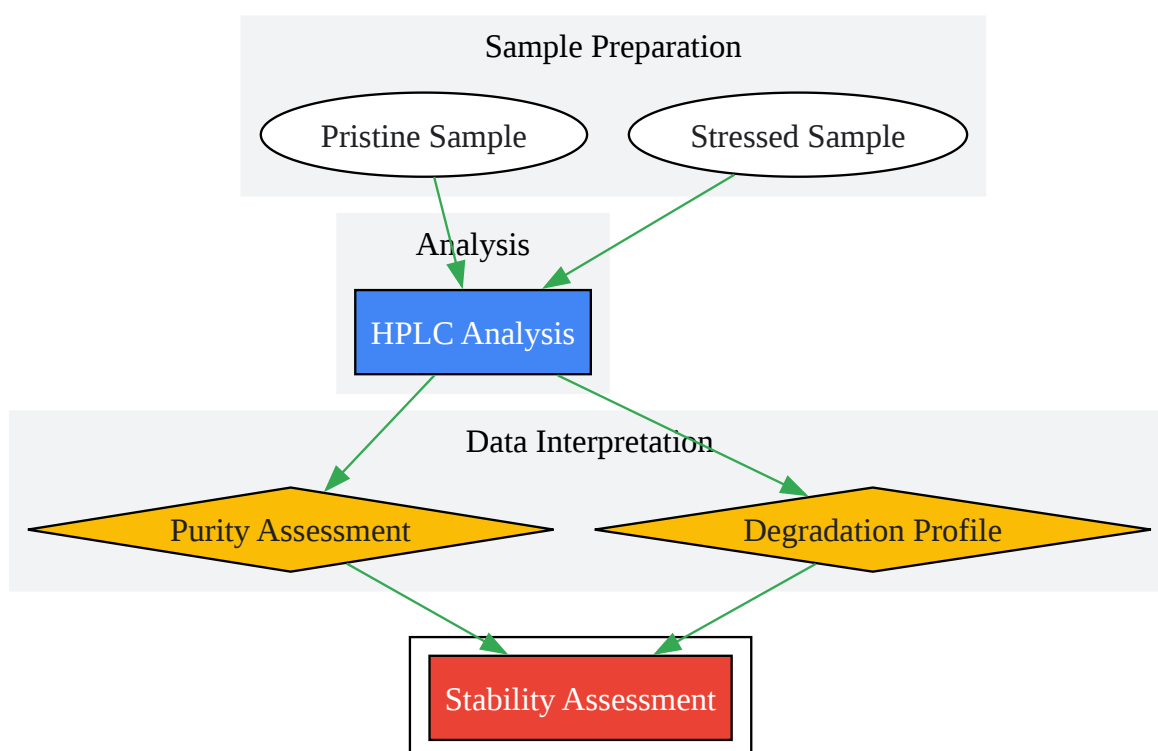 Sample Preparation
Pristine Sample
Stressed Sample
Analysis
HPLC Analysis
Data Interpretation
Purity Assessment
Degradation Profile
Stability Assessment